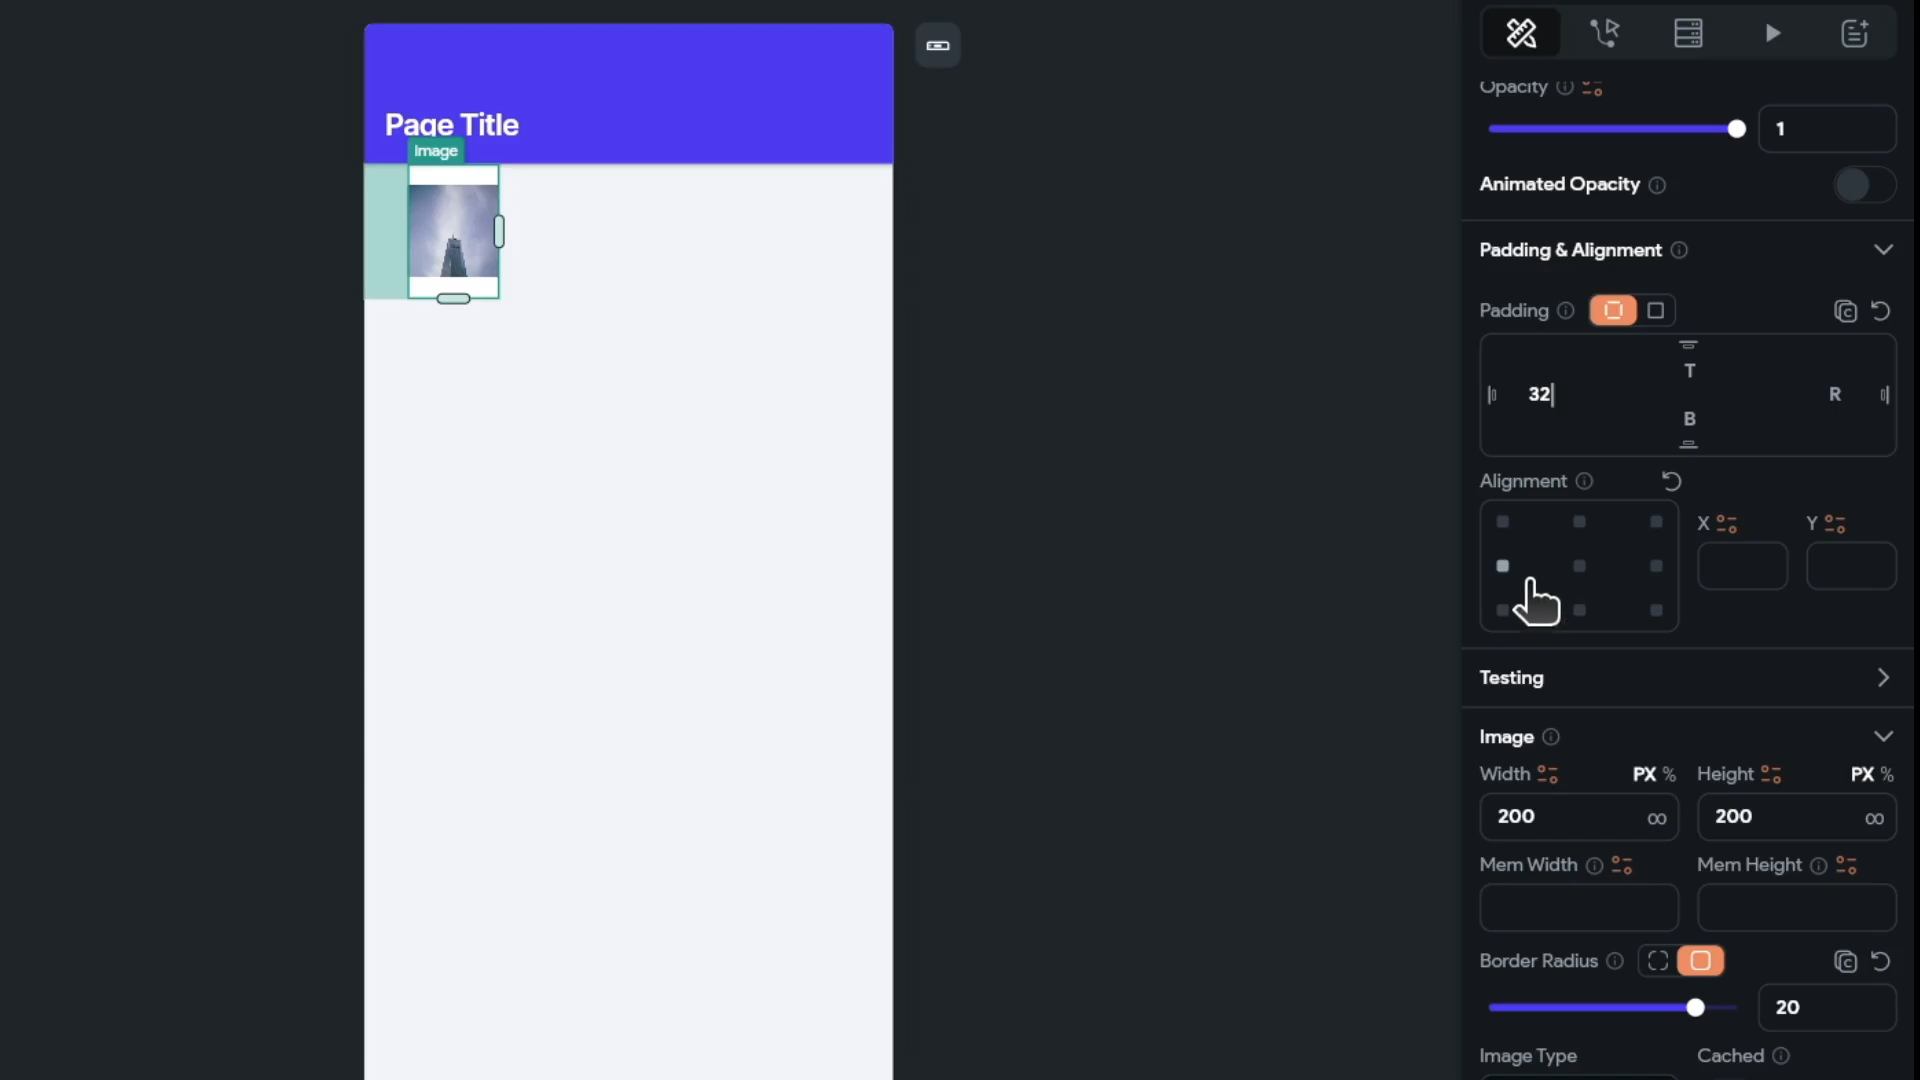 Page Title
Image
Opacity
1
Animated Opacity
Padding & Alignment
Padding
T
32
R
B
Alignment
X
Y
Testing
Image
Width PX %
Height PX %
200
200
Mem Width
Mem Height
Border Radius
20
Image Type
Cached